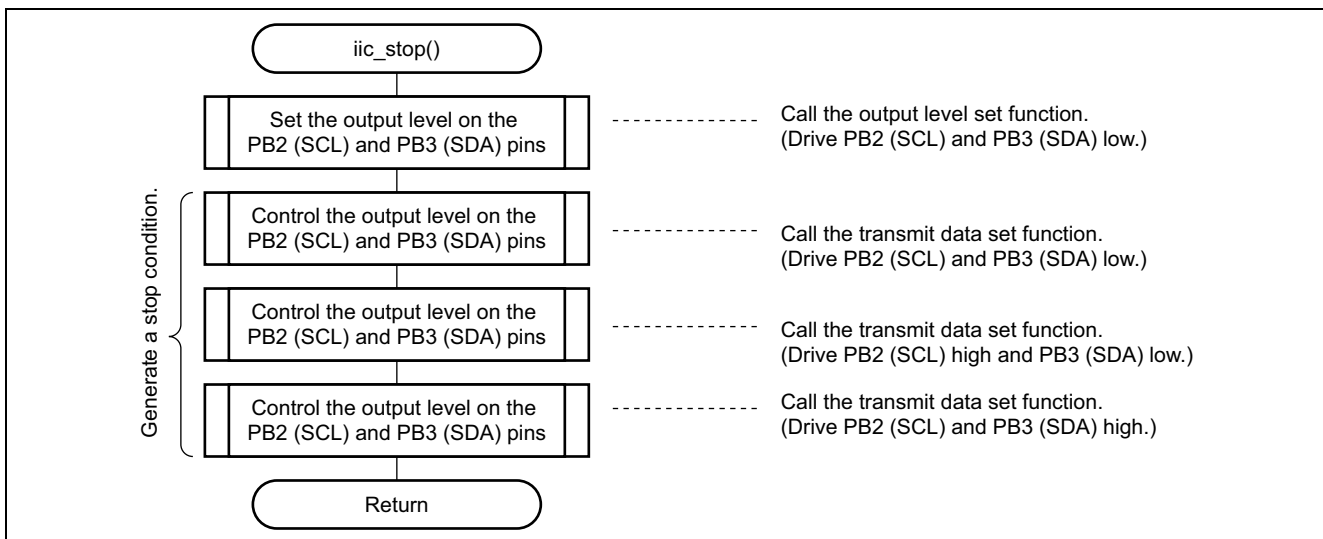 iic_stop()
Set the output level on the
PB2 (SCL) and PB3 (SDA) pins
Call the output level set function.
(Drive PB2 (SCL) and PB3 (SDA) low.)
Generate a stop condition.
Control the output level on the
PB2 (SCL) and PB3 (SDA) pins
Call the transmit data set function.
(Drive PB2 (SCL) and PB3 (SDA) low.)
Control the output level on the
PB2 (SCL) and PB3 (SDA) pins
Call the transmit data set function.
(Drive PB2 (SCL) high and PB3 (SDA) low.)
Control the output level on the
PB2 (SCL) and PB3 (SDA) pins
Call the transmit data set function.
(Drive PB2 (SCL) and PB3 (SDA) high.)
Return